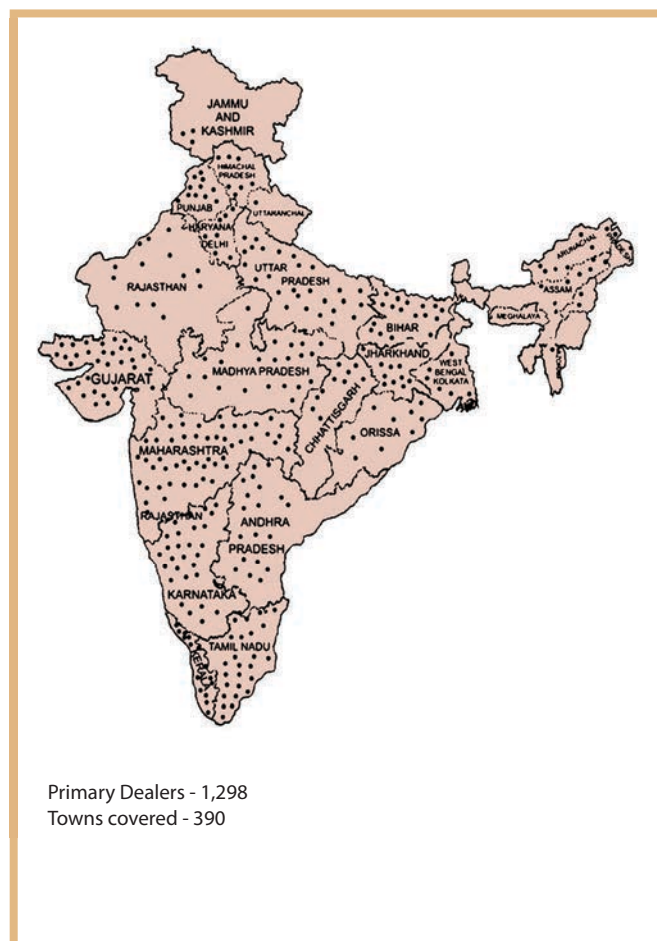 JAMMU
AND
KASHMIR
HIMACHAL
PRADESH
PUNJAB
UTTARANCHAL
HARYANA
DELHI
RAJASTHAN
UTTAR
PRADESH
ARUNACHAL
ASSAM
MEGHALAYA
BIHAR
JHARKHAND
WEST
BENGAL
KOLKATA
GUJARAT
MADHYA PRADESH
CHHATTISGARH
ORISSA
MAHARASHTRA
RAJASTHAN
ANDHRA
PRADESH
KARNATAKA
TAMIL NADU
KERALA
Primary Dealers - 1,298
Towns covered - 390